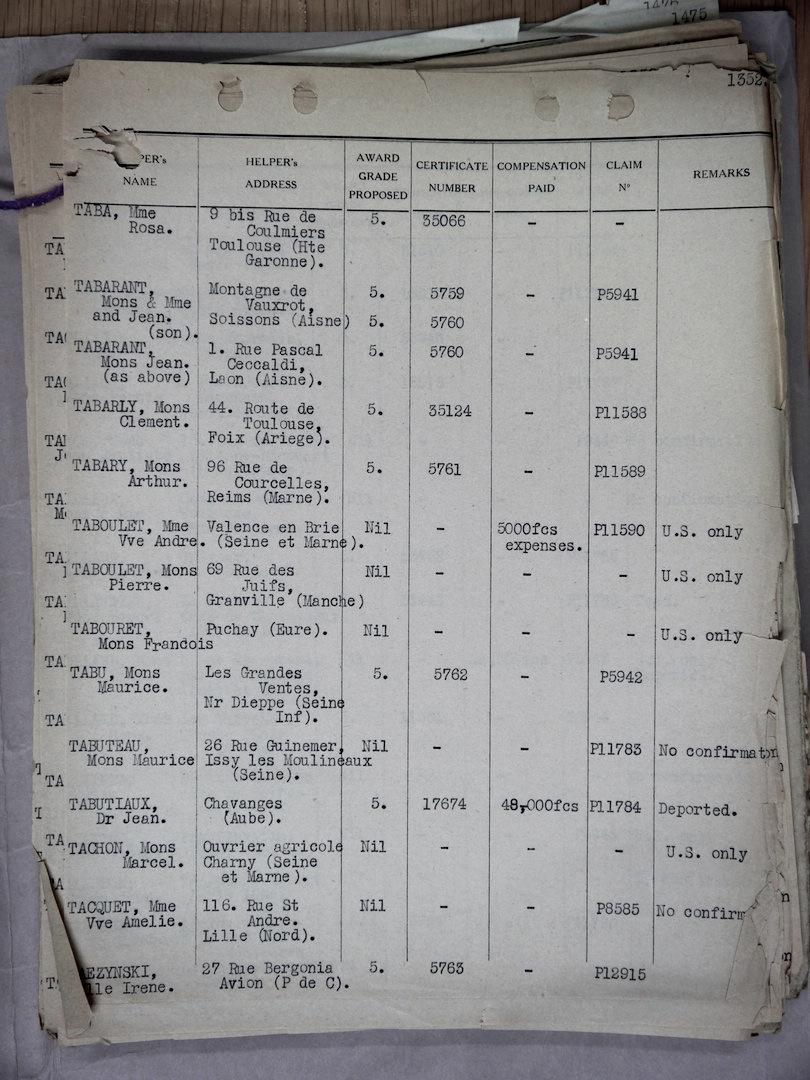 1475
1352.
HELPER's ADDRESS AWARD GRADE PROPOSED CERTIFICATE NUMBER COMPENSATION PAID CLAIM Nº REMARKS
NAME
TABA, Mme 9 bis Rue de 5. 35066 - -
Rosa. Coulmiers
Toulouse (Hte
Garonne).
TABARANT, Montagne de 5. 5759 - P5941
Mons & Mme Vauxrot,
and Jean. Soissons (Aisne) 5. 5760
(son).
TABARANT, 1. Rue Pascal 5. 5760 - P5941
Mons Jean. Ceccaldi,
(as above) Laon (Aisne).
TABARLY, Mons 44. Route de 5. 35124 - P11588
Clement. Toulouse,
Foix (Ariege).
TABARY, Mons 96 Rue de 5. 5761 - P11589
Arthur. Courcelles,
Reims (Marne).
TABOULET, Mme Valence en Brie Nil - 5000fcs P11590 U.S. only
Vve Andre. (Seine et Marne). expenses.
TABOULET, Mons 69 Rue des Nil - - - U.S. only
Pierre. Juifs,
Granville (Manche)
TABOURET, Puchay (Eure). Nil - - - U.S. only
Mons Frandois
TABU, Mons Les Grandes 5. 5762 - P5942
Maurice. Ventes,
Nr Dieppe (Seine
Inf).
TABUTEAU, 26 Rue Guinemer, Nil - - P11783 No confirmaton
Mons Maurice Issy les Moulineaux
(Seine).
TABUTIAUX, Chavanges 5. 17674 48,000fcs P11784 Deported.
Dr Jean. (Aube).
TACHON, Mons Ouvrier agricole Nil - - - U.S. only
Marcel. Charny (Seine
et Marne).
TACQUET, Mme 116. Rue St Nil - - P8585 No confirm
Vve Amelie. Andre.
Lille (Nord).
EZYNSKI, 27 Rue Bergonia 5. 5763 - P12915
lle Irene. Avion (P de C).